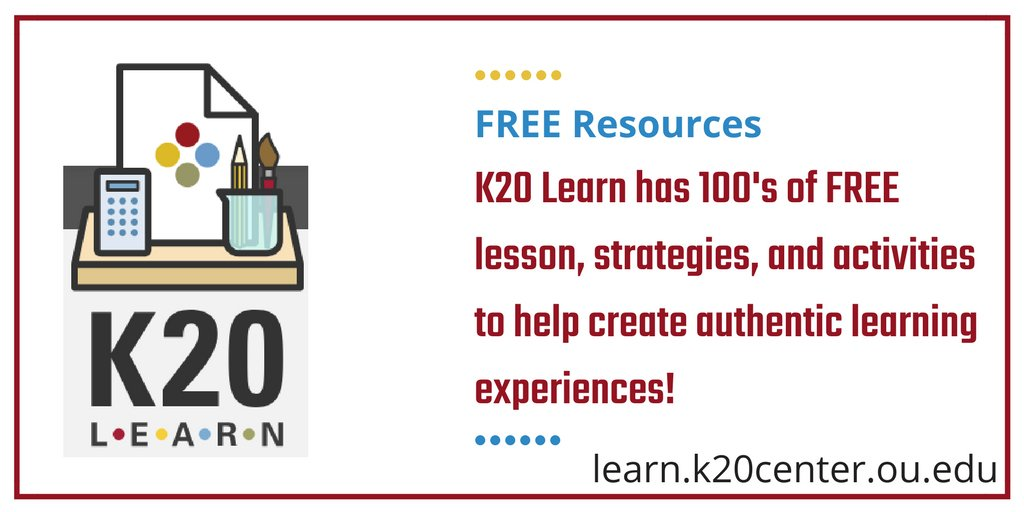 K20
L•E•A•R•N
FREE Resources
K20 Learn has 100's of FREE
lesson, strategies, and activities
to help create authentic learning
experiences!
learn.k20center.ou.edu